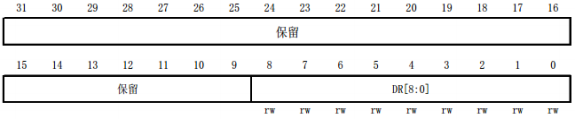 31 30 29 28 27 26 25 24 23 22 21 20 19 18 17 16
保留
15 14 13 12 11 10 9 8 7 6 5 4 3 2 1 0
保留 DR[8:0]
rw rw rw rw rw rw rw rw rw